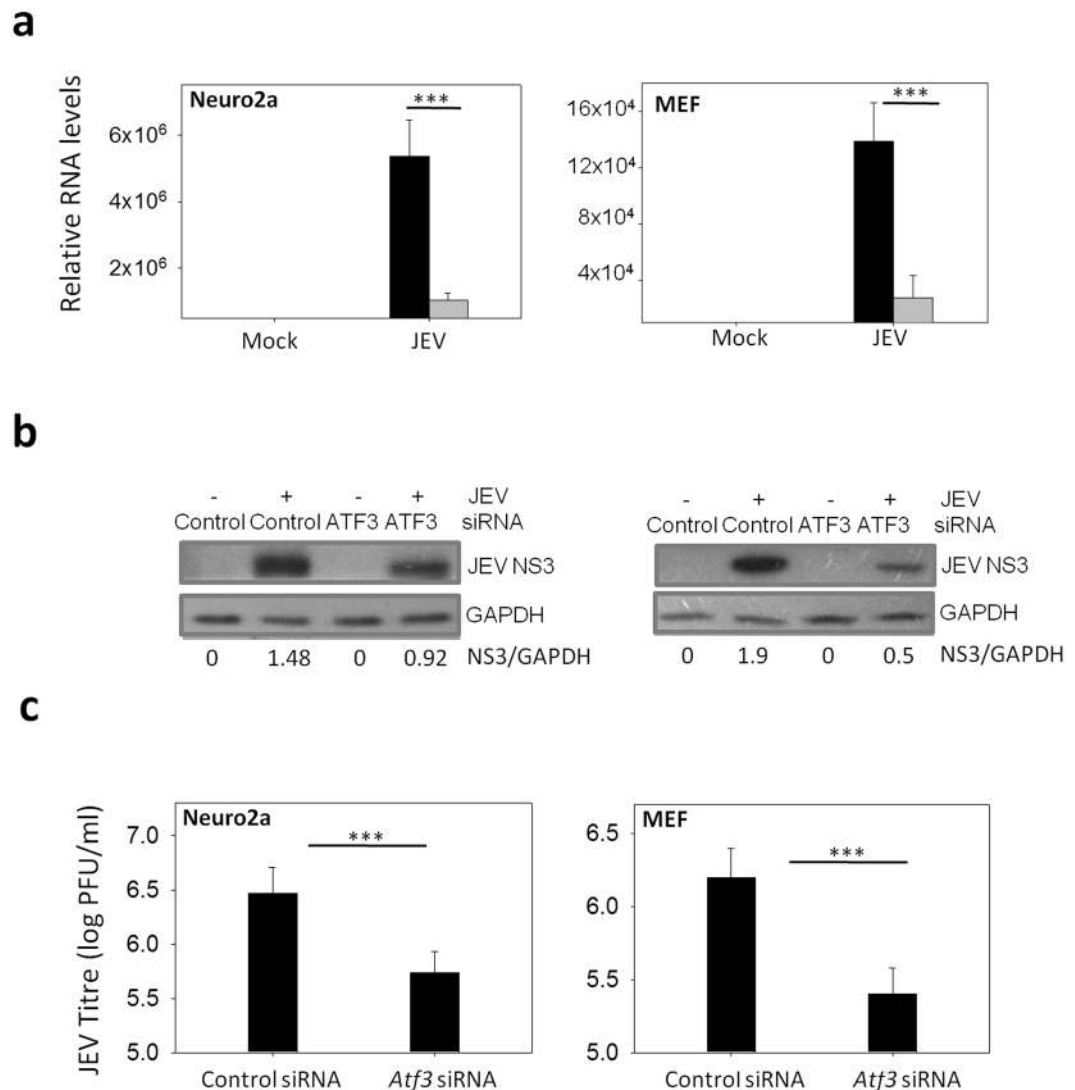 a
Relative RNA levels
Neuro2a
***
6x10⁶
4x10⁶
2x10⁶
Mock JEV
MEF
***
16x10⁴
12x10⁴
8x10⁴
4x10⁴
Mock JEV
b
- + - + JEV
Control Control ATF3 ATF3 siRNA
JEV NS3
GAPDH
0 1.48 0 0.92 NS3/GAPDH
- + - + JEV
Control Control ATF3 ATF3 siRNA
JEV NS3
GAPDH
0 1.9 0 0.5 NS3/GAPDH
c
JEV Titre (log PFU/ml)
Neuro2a
***
7.0
6.5
6.0
5.5
5.0
Control siRNA Atf3 siRNA
MEF
***
6.5
6.0
5.5
5.0
Control siRNA Atf3 siRNA